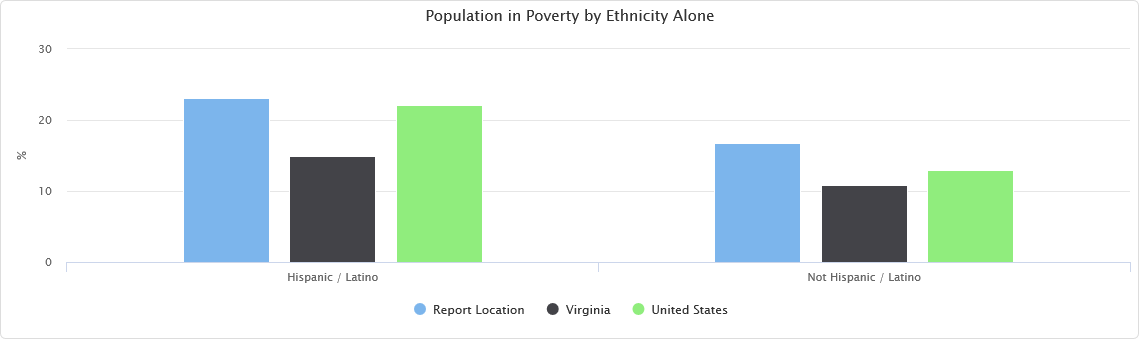 Population in Poverty by Ethnicity Alone
30
20
%
10
0
Hispanic / Latino
Not Hispanic / Latino
Report Location
Virginia
United States